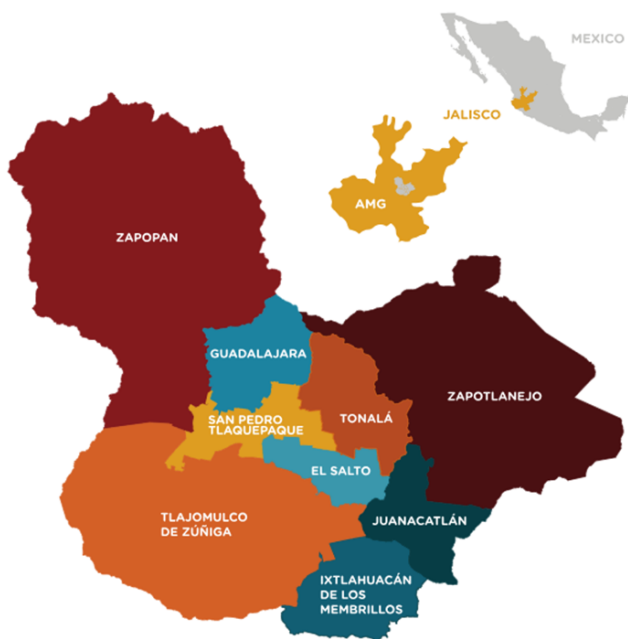 MEXICO
JALISCO
AMG
ZAPOPAN
GUADALAJARA
ZAPOTLANEJO
SAN PEDRO
TLAQUEPAQUE
TONALÁ
EL SALTO
TLAJOMULCO
DE ZÚÑIGA
JUANACATLÁN
IXTLAHUACÁN
DE LOS
MEMBRILLOS